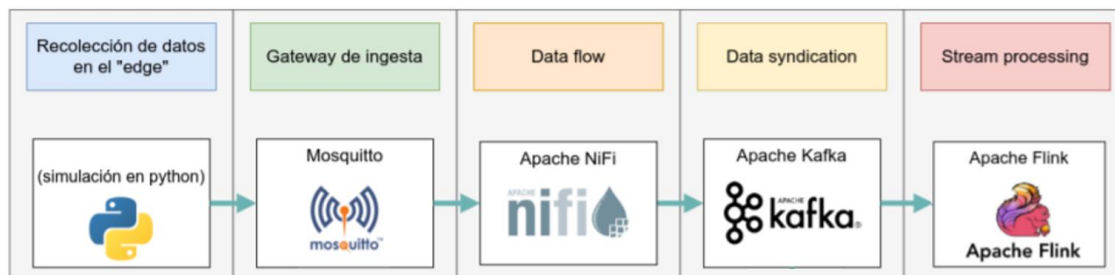 Recolección de datos
en el "edge"
Gateway de ingesta
Data flow
Data syndication
Stream processing
(simulación en python)
Mosquitto
mosquitto™
Apache NiFi
APACHE
nifi
Apache Kafka
APACHE
kafka®
Apache Flink
Apache Flink